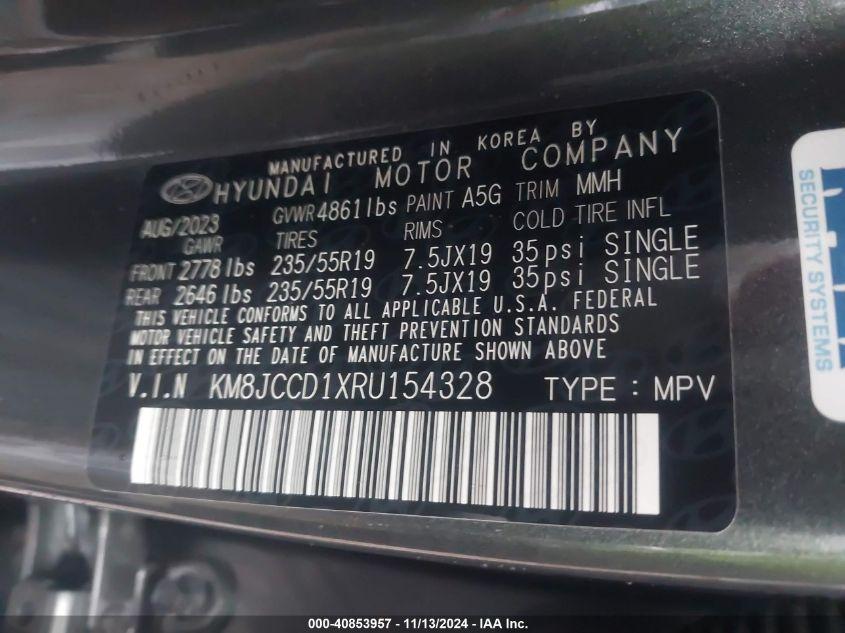 MANUFACTURED IN KOREA BY
HYUNDAI MOTOR COMPANY
AUG/2023 GVWR 4861lbs PAINT A5G TRIM MMH
GAWR TIRES RIMS COLD TIRE INFL
FRONT 2778 lbs 235/55R19 7.5JX19 35psi SINGLE
REAR 2646 lbs 235/55R19 7.5JX19 35psi SINGLE
THIS VEHICLE CONFORMS TO ALL APPLICABLE U.S.A. FEDERAL
MOTOR VEHICLE SAFETY AND THEFT PREVENTION STANDARDS
IN EFFECT ON THE DATE OF MANUFACTURE SHOWN ABOVE.
V.I.N KM8JCCD1XRU154328 TYPE : MPV
SECURITY SYSTEMS
000-40853957 - 11/13/2024 - IAA Inc.